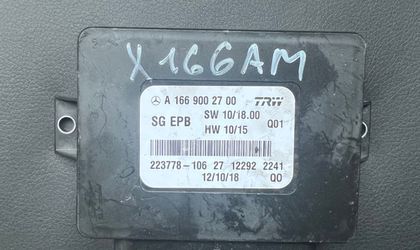 X166AM
A 166 900 27 00 TRW
SG EPB SW 10/18.00 Q01
HW 10/15
223778-106 27 12292 2241
12/10/18 QO